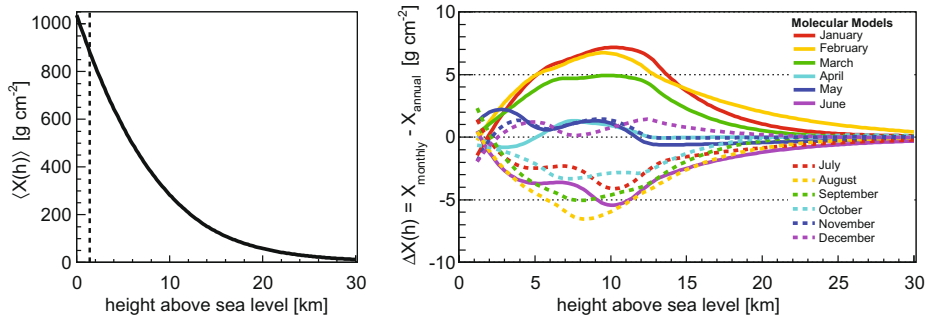 ⟨X(h)⟩ [g cm⁻²]
1000
800
600
400
200
0
0 10 20 30
height above sea level [km]
ΔX(h) = X_monthly - X_annual [g cm⁻²]
10
5
0
-5
-10
Molecular Models
January
February
March
April
May
June
July
August
September
October
November
December
0 5 10 15 20 25 30
height above sea level [km]